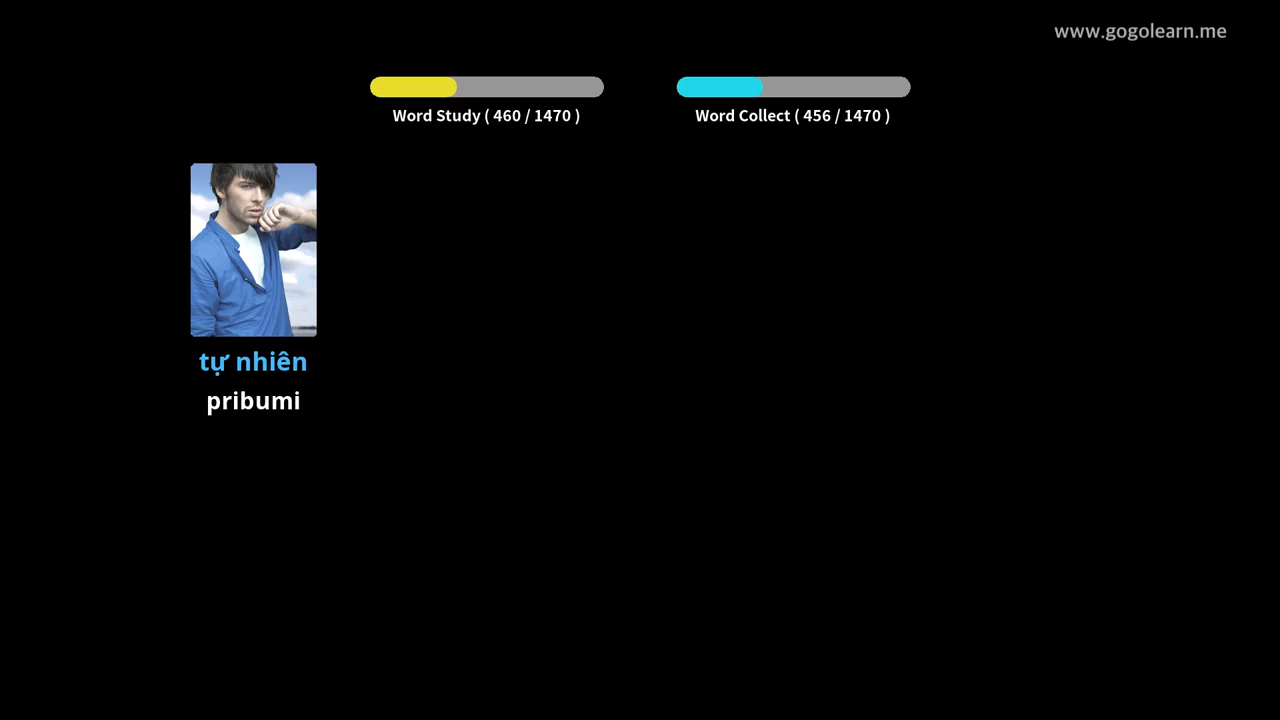 www.gogolearn.me
Word Study ( 460 / 1470 )
Word Collect ( 456 / 1470 )
tự nhiên
pribumi